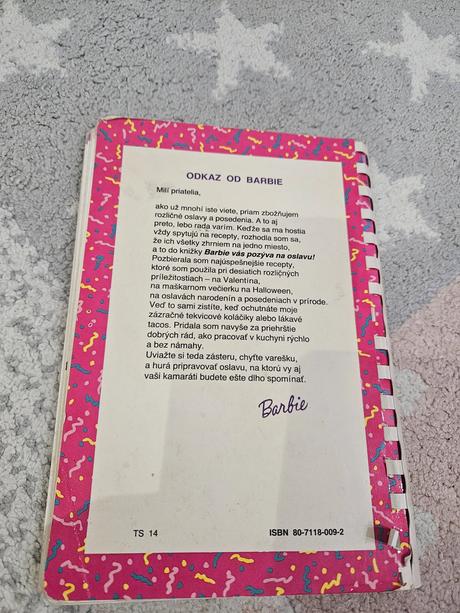 ODKAZ OD BARBIE
Milí priatelia,
ako už mnohí iste viete, priam zbožňujem
rozličné oslavy a posedenia. A to aj
preto, lebo rada varím. Keďže sa ma hostia
vždy spytujú na recepty, rozhodla som sa,
že ich všetky zhrniem na jedno miesto,
a to do knižky Barbie vás pozýva na oslavu!
Pozbierala som najúspešnejšie recepty,
ktoré som použila pri desiatich rozličných
príležitostiach – na Valentína,
na maškarnom večierku na Halloween,
na oslavách narodenín a posedeniach v prírode.
Veď to sami zistíte, keď ochutnáte moje
zázračné tekvicové koláčiky alebo lákavé
tacos. Pridala som navyše za priehrštie
dobrých rád, ako pracovať v kuchyni rýchlo
a bez námahy.
Uviažte si teda zásteru, chyťte varešku,
a hurá pripravovať oslavu, na ktorú vy aj
vaši kamaráti budete ešte dlho spomínať.
Barbie
TS 14 ISBN 80-7118-009-2